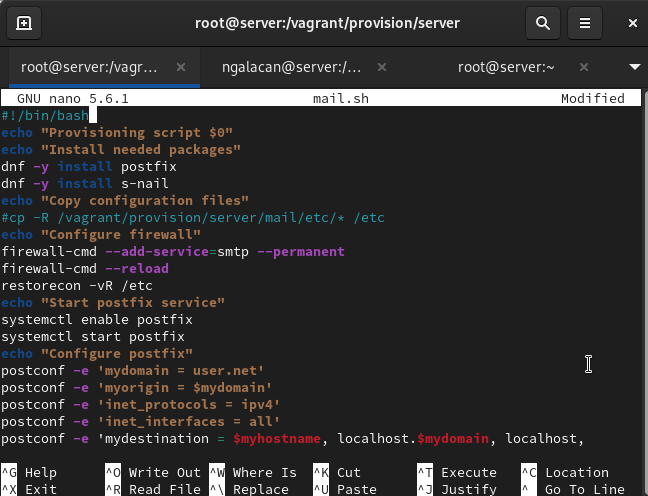 root@server:/vagrant/provision/server
root@server:/vagr... × ngalacan@server:/... × root@server:~ ×
GNU nano 5.6.1 mail.sh Modified
#!/bin/bash
echo "Provisioning script $0"
echo "Install needed packages"
dnf -y install postfix
dnf -y install s-nail
echo "Copy configuration files"
#cp -R /vagrant/provision/server/mail/etc/* /etc
echo "Configure firewall"
firewall-cmd --add-service=smtp --permanent
firewall-cmd --reload
restorecon -vR /etc
echo "Start postfix service"
systemctl enable postfix
systemctl start postfix
echo "Configure postfix"
postconf -e 'mydomain = user.net'
postconf -e 'myorigin = $mydomain'
postconf -e 'inet_protocols = ipv4'
postconf -e 'inet_interfaces = all'
postconf -e 'mydestination = $myhostname, localhost.$mydomain, localhost,
^G Help ^O Write Out ^W Where Is ^K Cut ^T Execute ^C Location
^X Exit ^R Read File ^\ Replace ^U Paste ^J Justify ^_ Go To Line